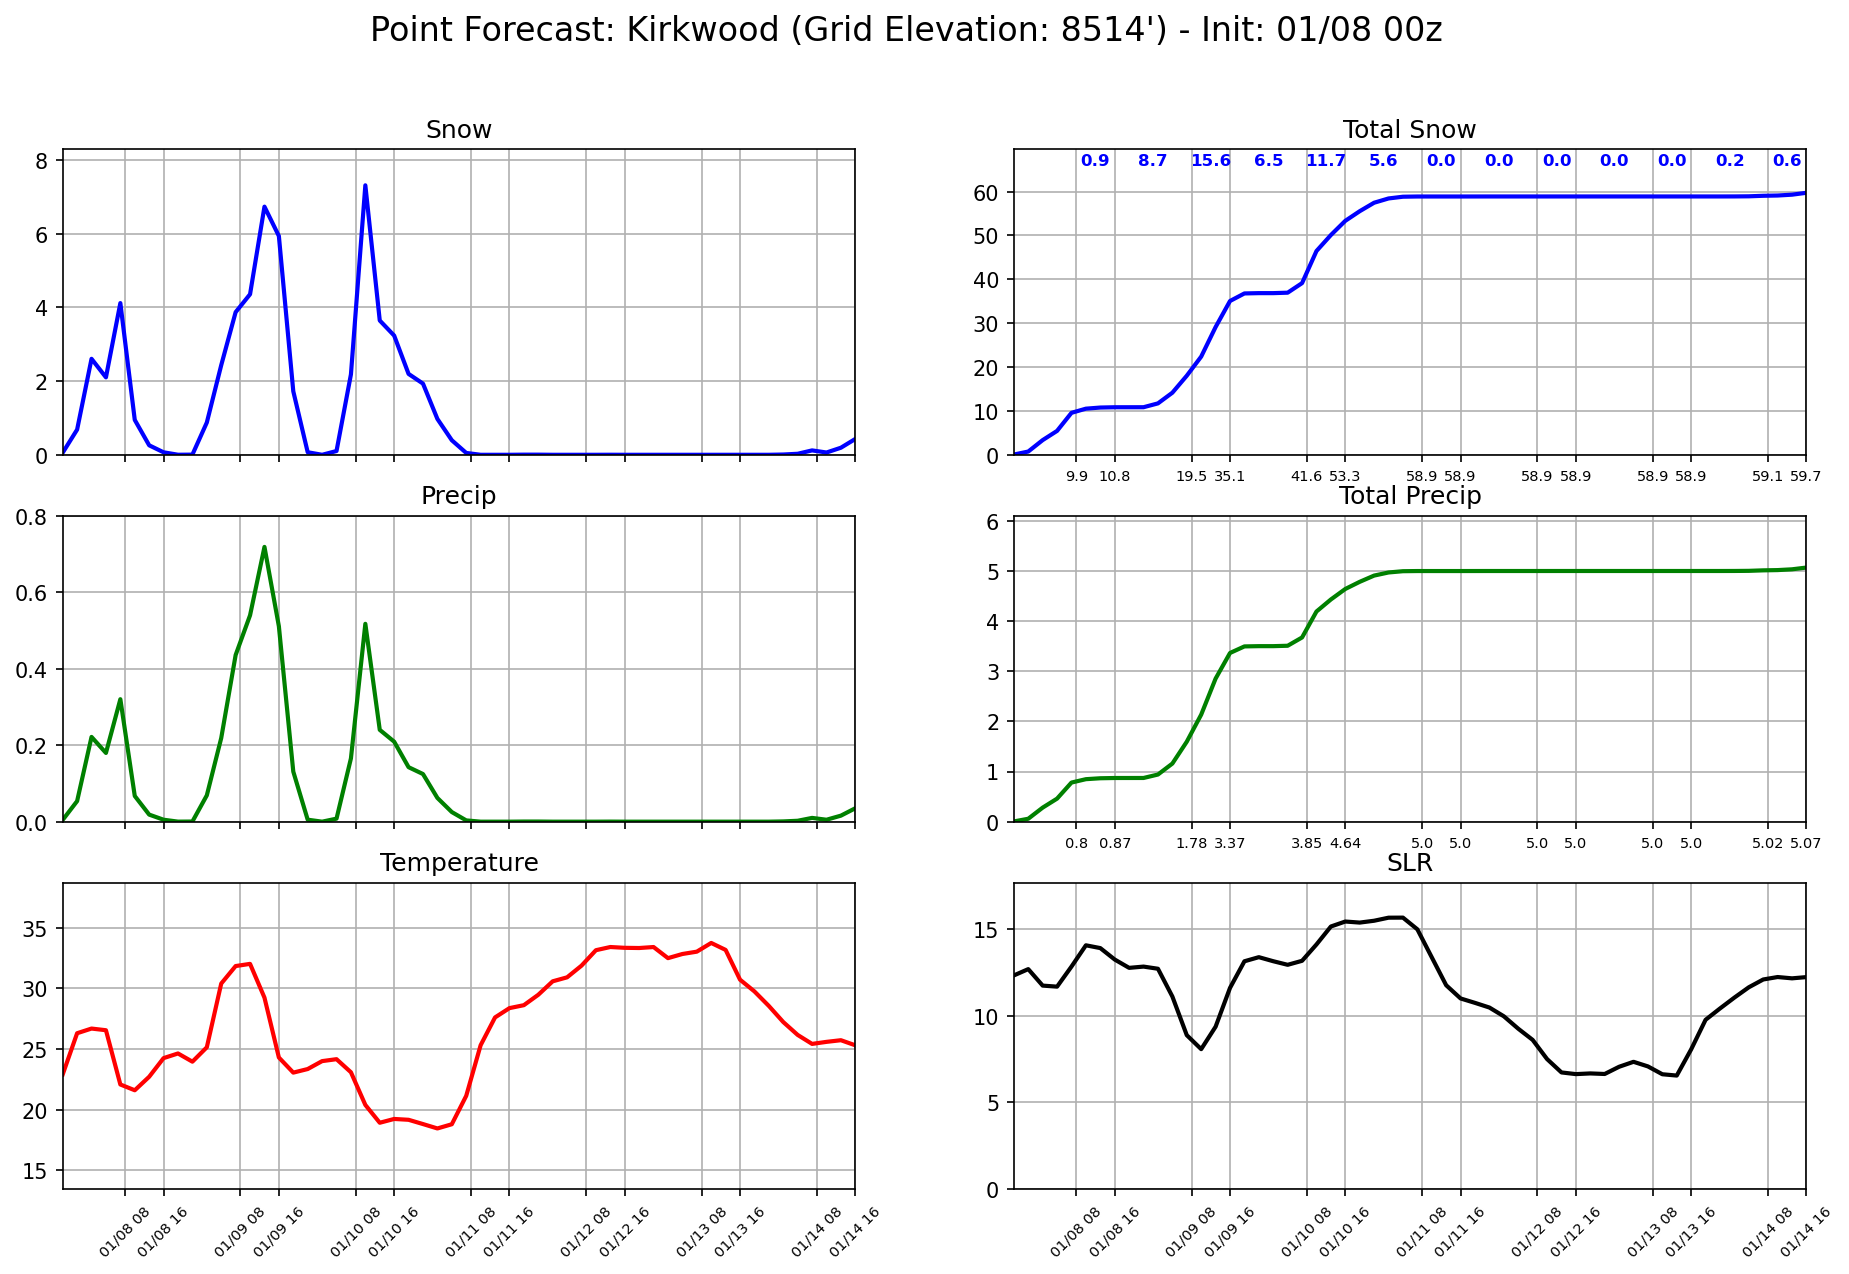 Point Forecast: Kirkwood (Grid Elevation: 8514') - Init: 01/08 00z
Snow
8
6
4
2
0
Total Snow
0.9 8.7 15.6 6.5 11.7 5.6 0.0 0.0 0.0 0.0 0.0 0.2 0.6
60
50
40
30
20
10
0
9.9 10.8 19.5 35.1 41.6 53.3 58.9 58.9 58.9 58.9 58.9 58.9 59.1 59.7
Precip
0.8
0.6
0.4
0.2
0.0
Total Precip
6
5
4
3
2
1
0
0.8 0.87 1.78 3.37 3.85 4.64 5.0 5.0 5.0 5.0 5.0 5.0 5.02 5.07
Temperature
35
30
25
20
15
01/08 08 01/08 16 01/09 08 01/09 16 01/10 08 01/10 16 01/11 08 01/11 16 01/12 08 01/12 16 01/13 08 01/13 16 01/14 08 01/14 16
SLR
15
10
5
0
01/08 08 01/08 16 01/09 08 01/09 16 01/10 08 01/10 16 01/11 08 01/11 16 01/12 08 01/12 16 01/13 08 01/13 16 01/14 08 01/14 16